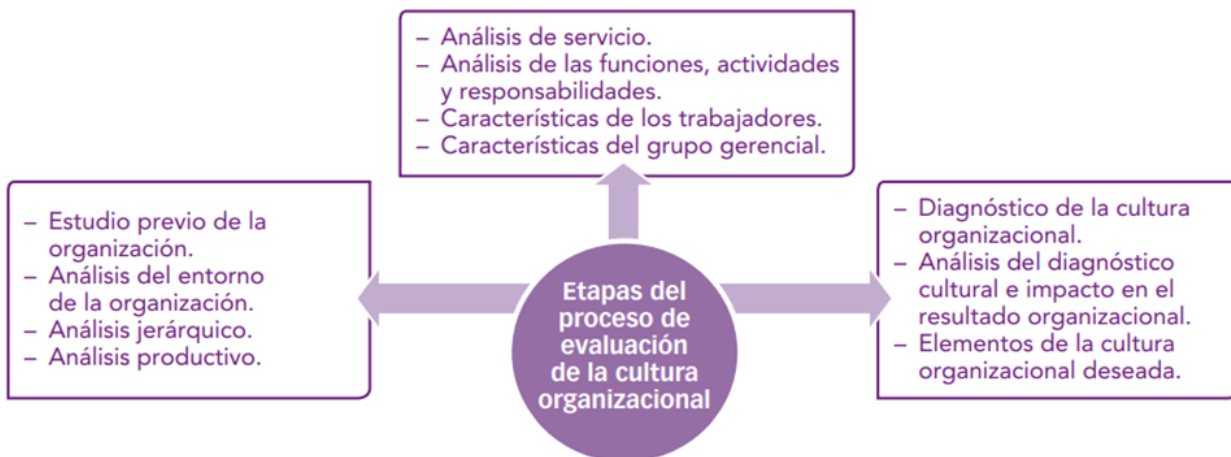 – Análisis de servicio.
– Análisis de las funciones, actividades
y responsabilidades.
– Características de los trabajadores.
– Características del grupo gerencial.
– Estudio previo de la
organización.
– Análisis del entorno
de la organización.
– Análisis jerárquico.
– Análisis productivo.
Etapas del
proceso de
evaluación
de la cultura
organizacional
– Diagnóstico de la cultura
organizacional.
– Análisis del diagnóstico
cultural e impacto en el
resultado organizacional.
– Elementos de la cultura
organizacional deseada.